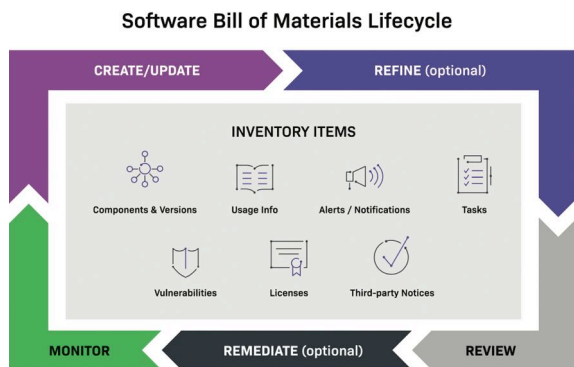 Software Bill of Materials Lifecycle
CREATE/UPDATE
REFINE (optional)
INVENTORY ITEMS
Components & Versions
Usage Info
Alerts / Notifications
Tasks
Vulnerabilities
Licenses
Third-party Notices
MONITOR
REMEDIATE (optional)
REVIEW